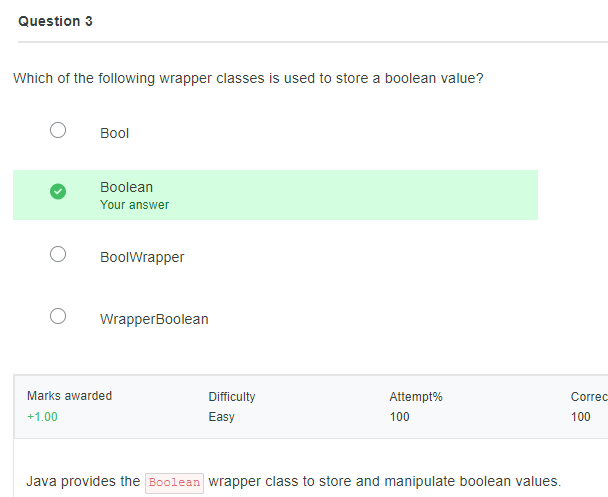 Question 3
Which of the following wrapper classes is used to store a boolean value?
Bool
Boolean
Your answer
BoolWrapper
WrapperBoolean
Marks awarded Difficulty Attempt% Correc
+1.00 Easy 100 100
Java provides the Boolean wrapper class to store and manipulate boolean values.